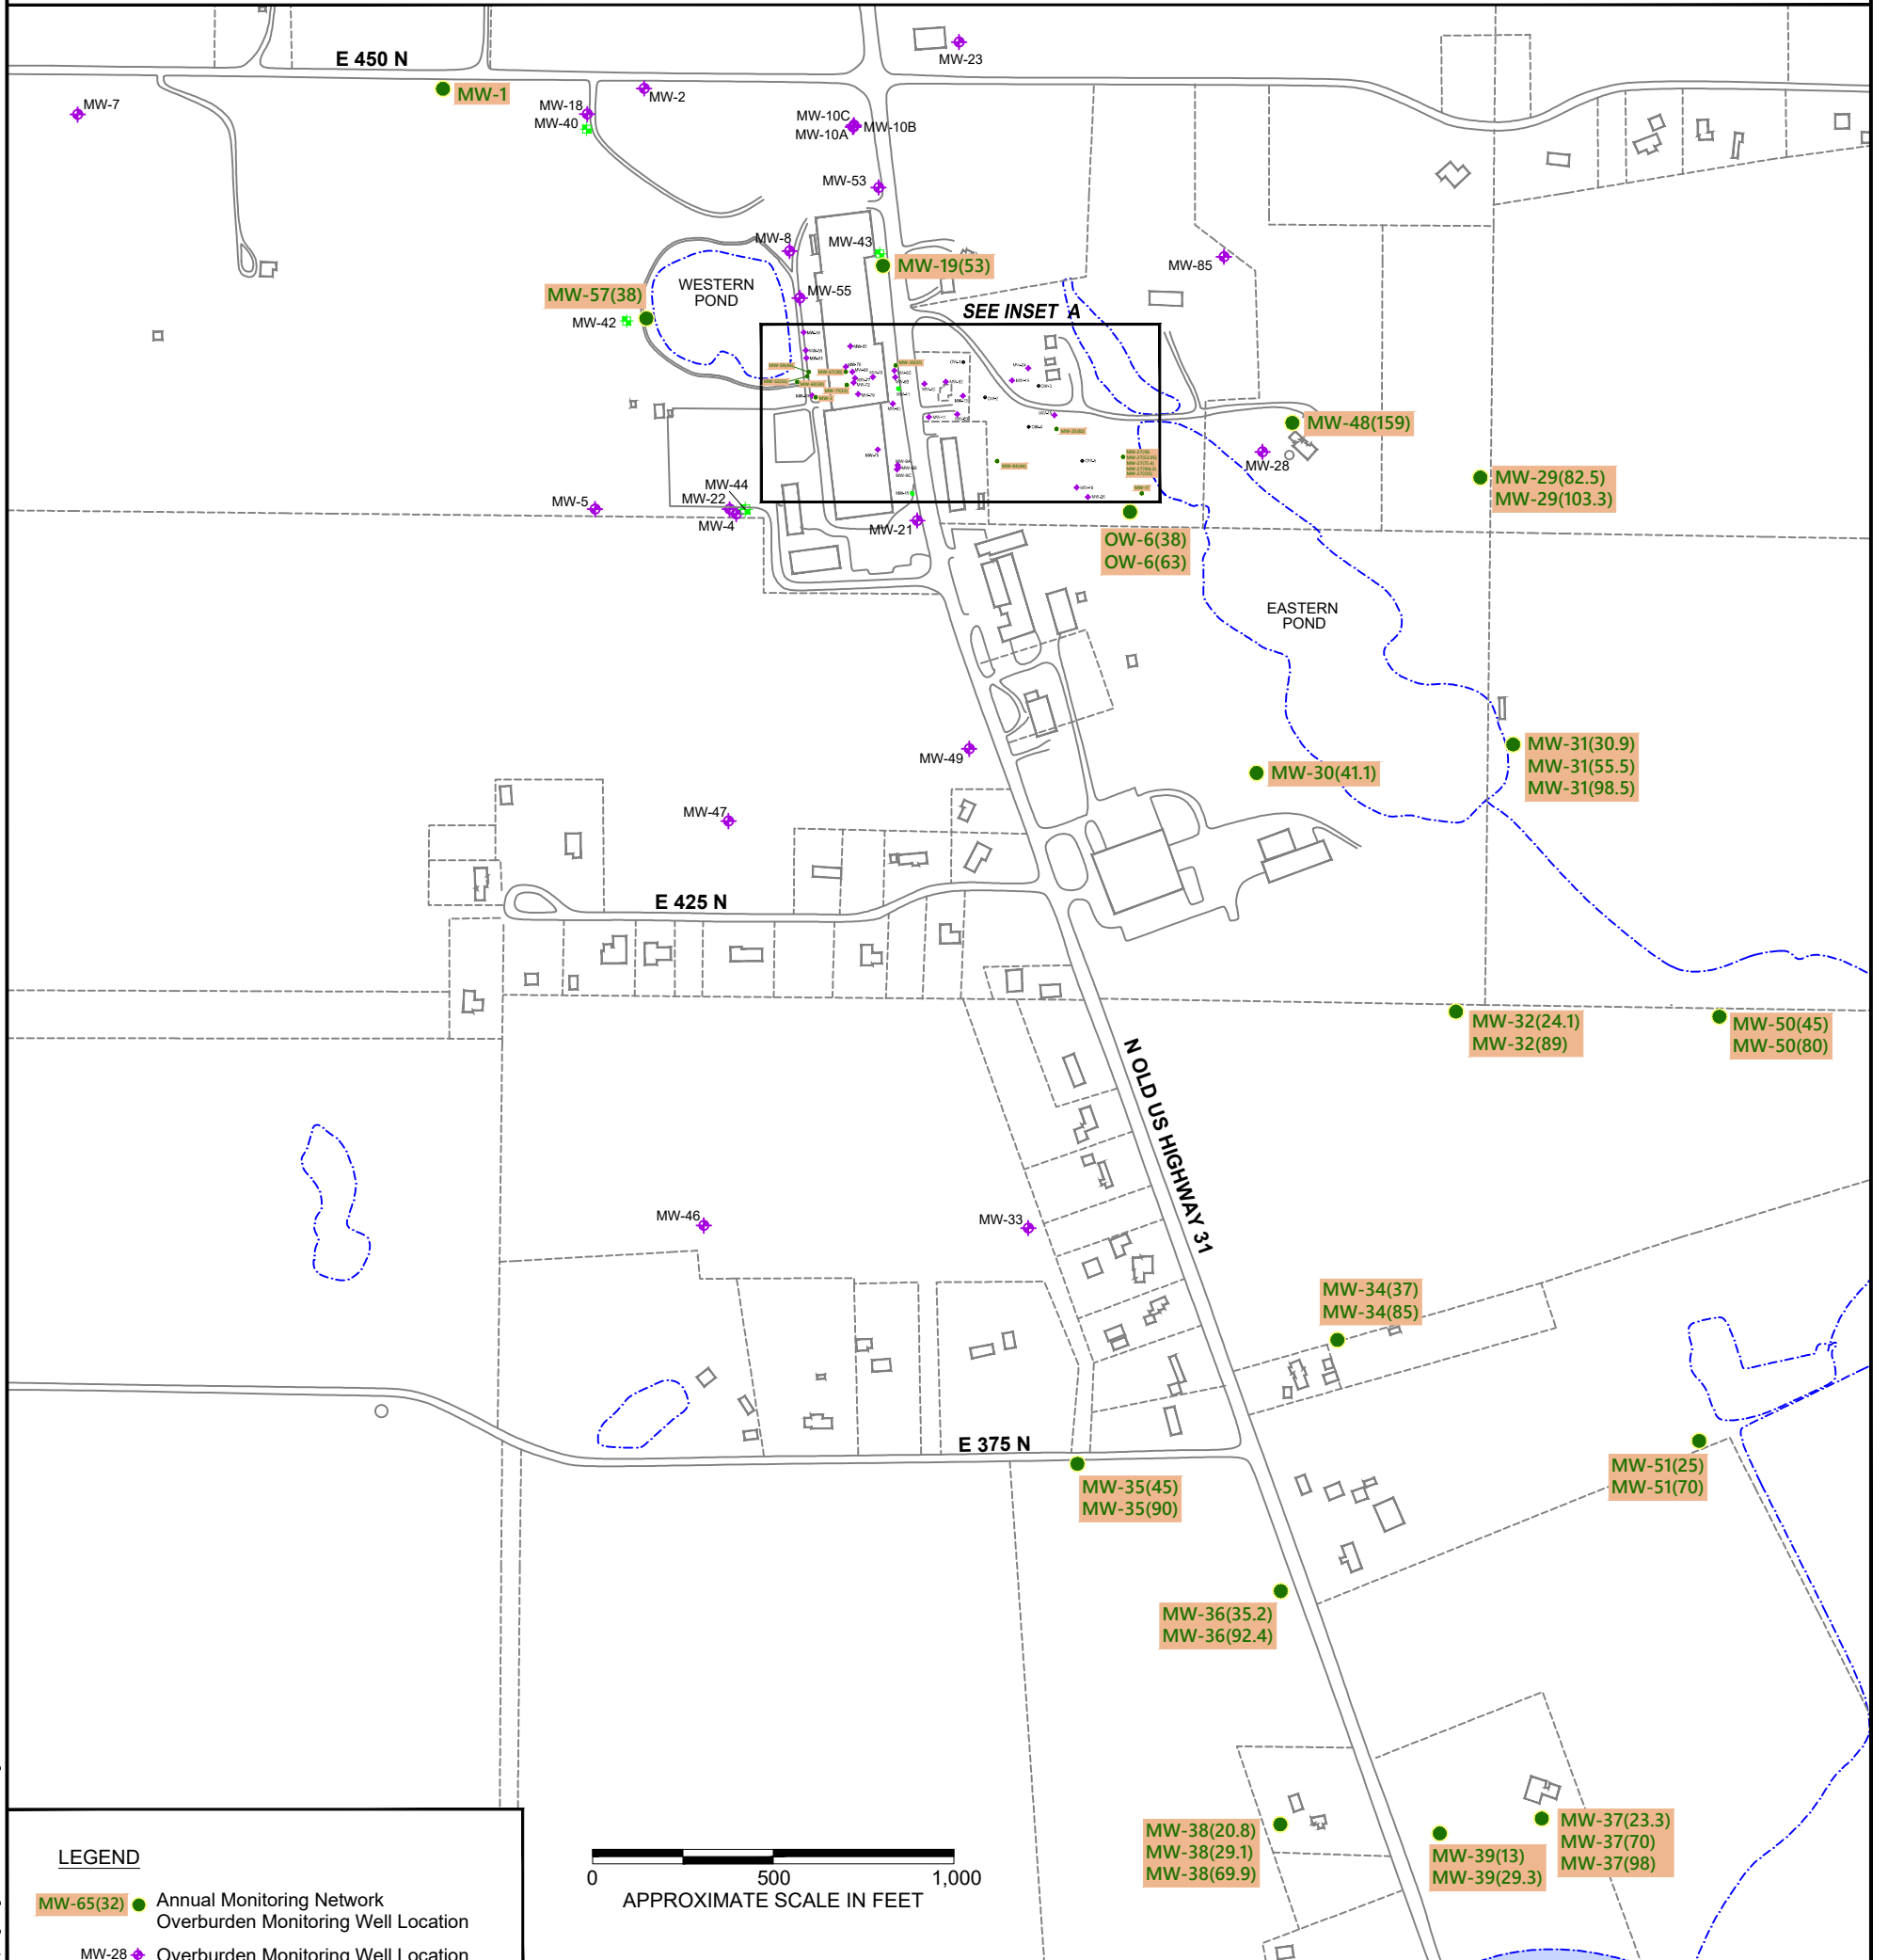 E 450 N
MW-23
MW-7
MW-1
MW-2
MW-18
MW-40
MW-10C
MW-10A
MW-10B
MW-53
MW-8
MW-43
MW-19(53)
MW-85
WESTERN
POND
MW-57(38)
MW-42
MW-55
SEE INSET A
MW-48(159)
MW-28
MW-29(82.5)
MW-29(103.3)
MW-5
MW-44
MW-22
MW-4
MW-21
OW-6(38)
OW-6(63)
EASTERN
POND
MW-49
MW-31(30.9)
MW-31(55.5)
MW-31(98.5)
MW-30(41.1)
MW-47
E 425 N
MW-32(24.1)
MW-32(89)
MW-50(45)
MW-50(80)
N OLD US HIGHWAY 31
MW-46
MW-33
MW-34(37)
MW-34(85)
E 375 N
MW-35(45)
MW-35(90)
MW-51(25)
MW-51(70)
MW-36(35.2)
MW-36(92.4)
MW-38(20.8)
MW-38(29.1)
MW-38(69.9)
MW-39(13)
MW-39(29.3)
MW-37(23.3)
MW-37(70)
MW-37(98)
LEGEND
MW-65(32) Annual Monitoring Network
Overburden Monitoring Well Location
MW-28 Overburden Monitoring Well Location
0 500 1,000
APPROXIMATE SCALE IN FEET